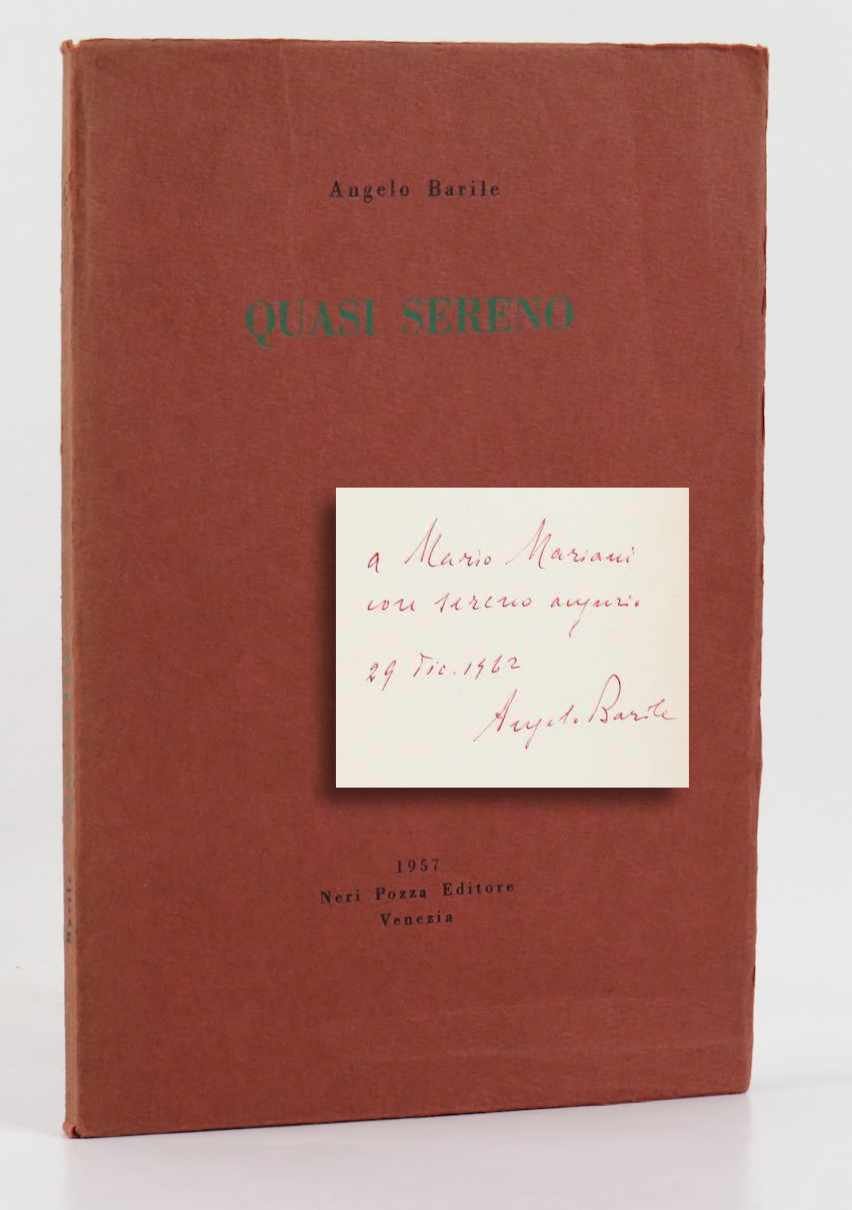 Angelo Barile
QUASI SERENO
a Mario Mariani
con sereno augurio
29 Dic. 1962
Angelo Barile
1957
Neri Pozza Editore
Venezia